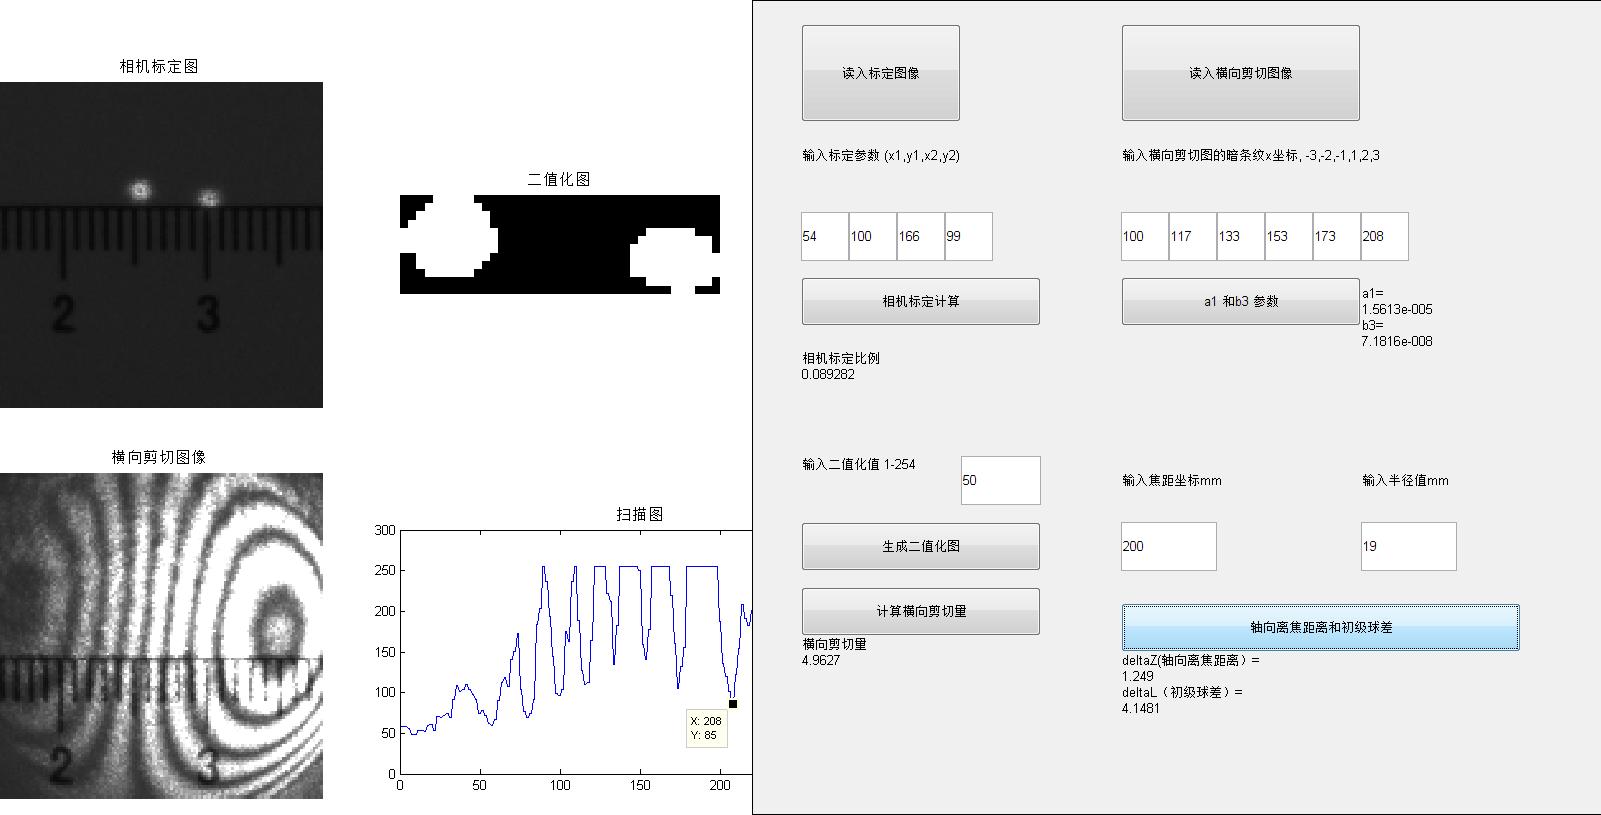 相机标定图
2 3
二值化图
横向剪切图像
2 3
扫描图
300
250
200
150
100
50
0
0 50 100 150 200
X: 208
Y: 85
读入标定图像
输入标定参数 (x1,y1,x2,y2)
54 100 166 99
相机标定计算
相机标定比例
0.089282
输入二值化值 1-254
50
生成二值化图
计算横向剪切量
横向剪切量
4.9627
读入横向剪切图像
输入横向剪切图的暗条纹x坐标, -3,-2,-1,1,2,3
100 117 133 153 173 208
a1 和b3 参数
a1=
1.5613e-005
b3=
7.1816e-008
输入焦距坐标mm
200
输入半径值mm
19
轴向离焦距离和初级球差
deltaZ(轴向离焦距离）=
1.249
deltaL（初级球差）=
4.1481